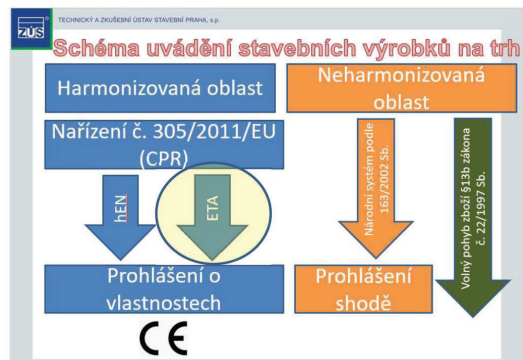 TZÚS
TECHNICKÝ A ZKUŠEBNÍ ÚSTAV STAVEBNÍ PRAHA, s.p.
Schéma uvádění stavebních výrobků na trh
Harmonizovaná oblast
Neharmonizovaná
oblast
Nařízení č. 305/2011/EU
(CPR)
hEN
ETA
Národní systém podle
163/2002 Sb.
Volný pohyb zboží §13b zákona
č. 22/1997 Sb.
Prohlášení o
vlastnostech
Prohlášení
shodě
CE